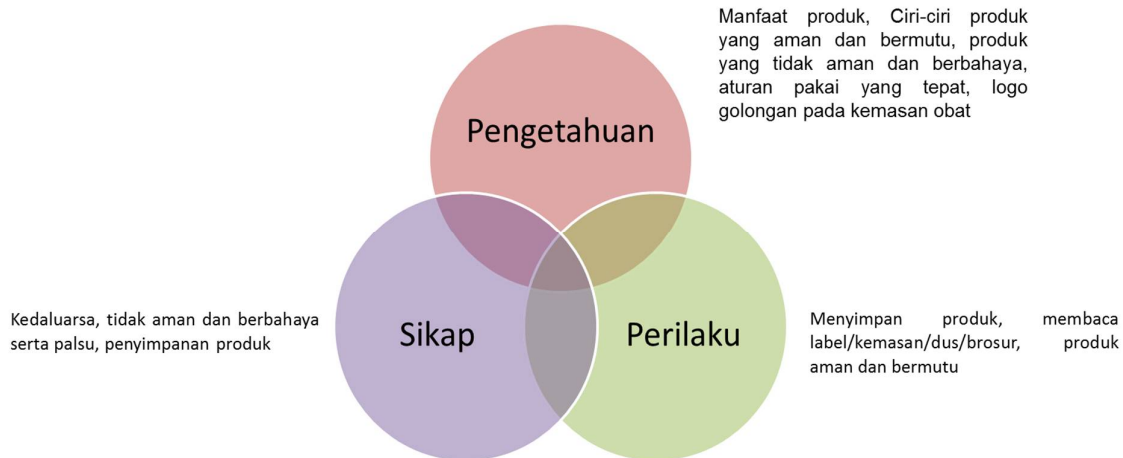 Manfaat produk, Ciri-ciri produk
yang aman dan bermutu, produk
yang tidak aman dan berbahaya,
aturan pakai yang tepat, logo
golongan pada kemasan obat
Pengetahuan
Kedaluarsa, tidak aman dan berbahaya
serta palsu, penyimpanan produk
Sikap
Perilaku
Menyimpan produk, membaca
label/kemasan/dus/brosur, produk
aman dan bermutu